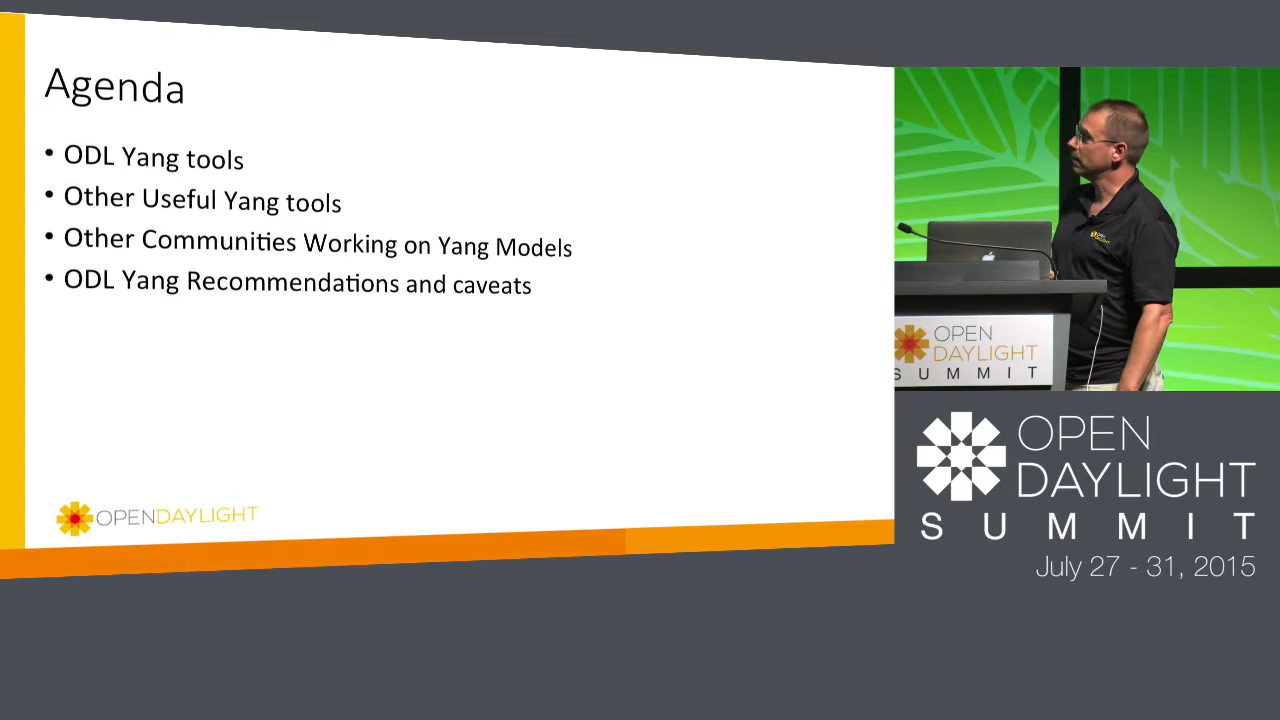 Agenda
• ODL Yang tools
• Other Useful Yang tools
• Other Communities Working on Yang Models
• ODL Yang Recommendations and caveats
OPENDAYLIGHT
OPEN
DAYLIGHT
SUMMIT
OPEN
DAYLIGHT
SUMMIT
July 27 - 31, 2015